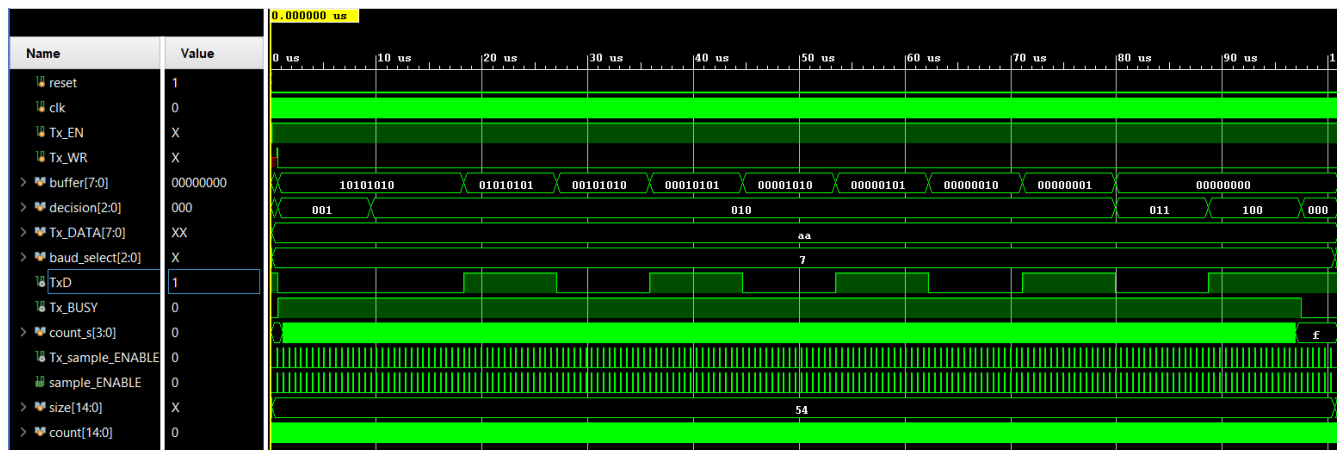 0.000000 us
Name Value
0 us 10 us 20 us 30 us 40 us 50 us 60 us 70 us 80 us 90 us 1
reset 1
clk 0
Tx_EN X
Tx_WR X
buffer[7:0] 00000000 10101010 01010101 00101010 00010101 00001010 00000101 00000010 00000001 00000000
decision[2:0] 000 001 010 011 100 000
Tx_DATA[7:0] XX aa
baud_select[2:0] X 7
TxD 1
Tx_BUSY 0
count_s[3:0] 0 f
Tx_sample_ENABLE 0
sample_ENABLE 0
size[14:0] X 54
count[14:0] 0